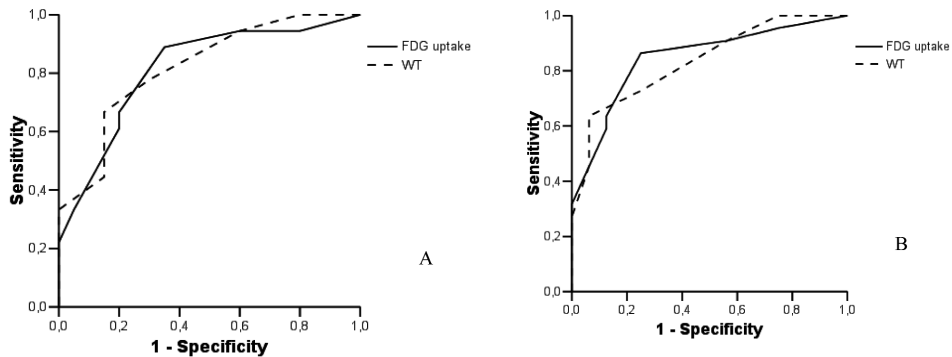 1,0
0,8
0,6
0,4
0,2
0,0
Sensitivity
0,0 0,2 0,4 0,6 0,8 1,0
1 - Specificity
FDG uptake
WT
A
1,0
0,8
0,6
0,4
0,2
0,0
Sensitivity
0,0 0,2 0,4 0,6 0,8 1,0
1 - Specificity
FDG uptake
WT
B